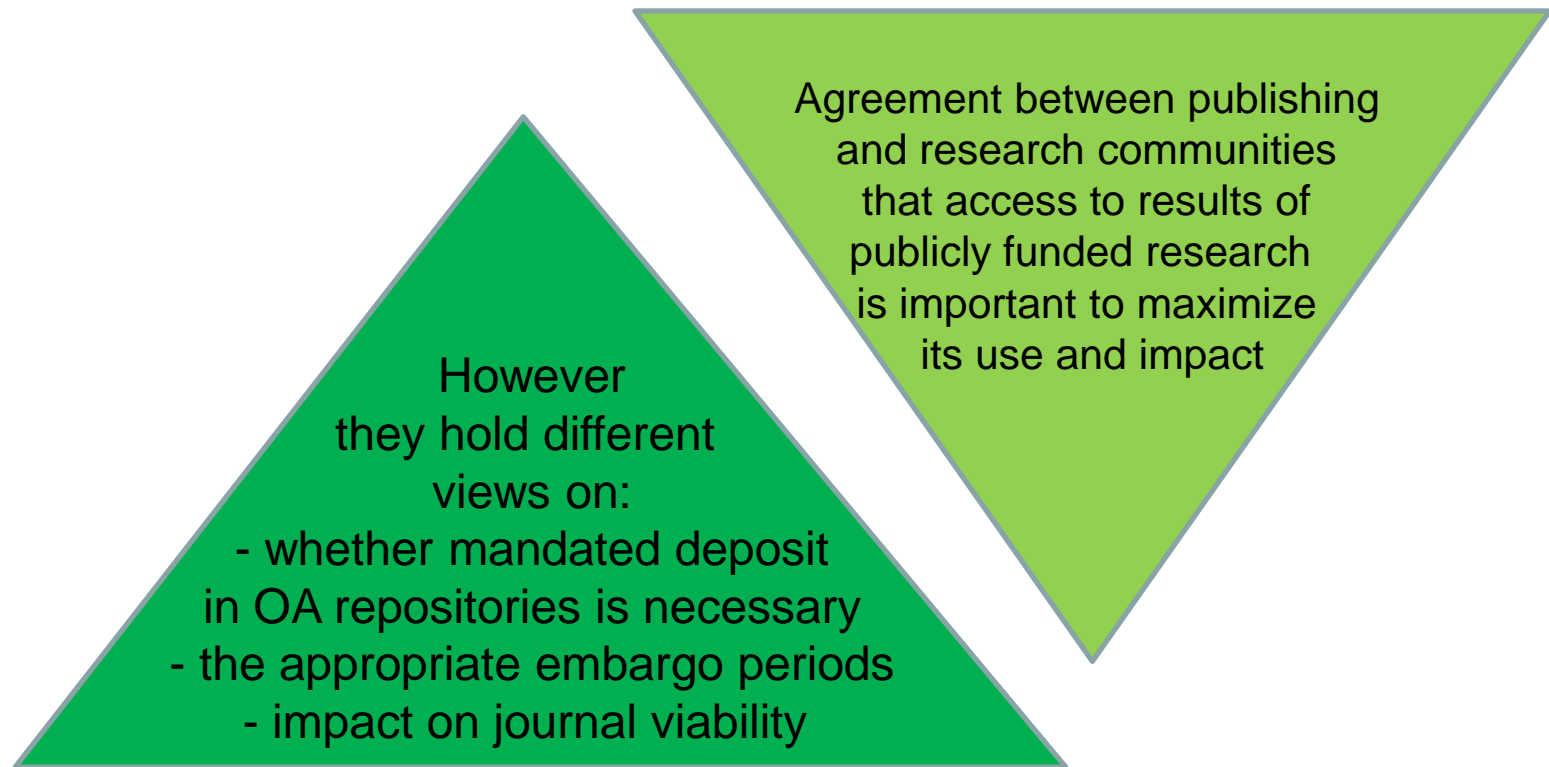 Agreement between publishing
and research communities
that access to results of
publicly funded research
is important to maximize
its use and impact
However
they hold different
views on:
- whether mandated deposit
in OA repositories is necessary
- the appropriate embargo periods
- impact on journal viability